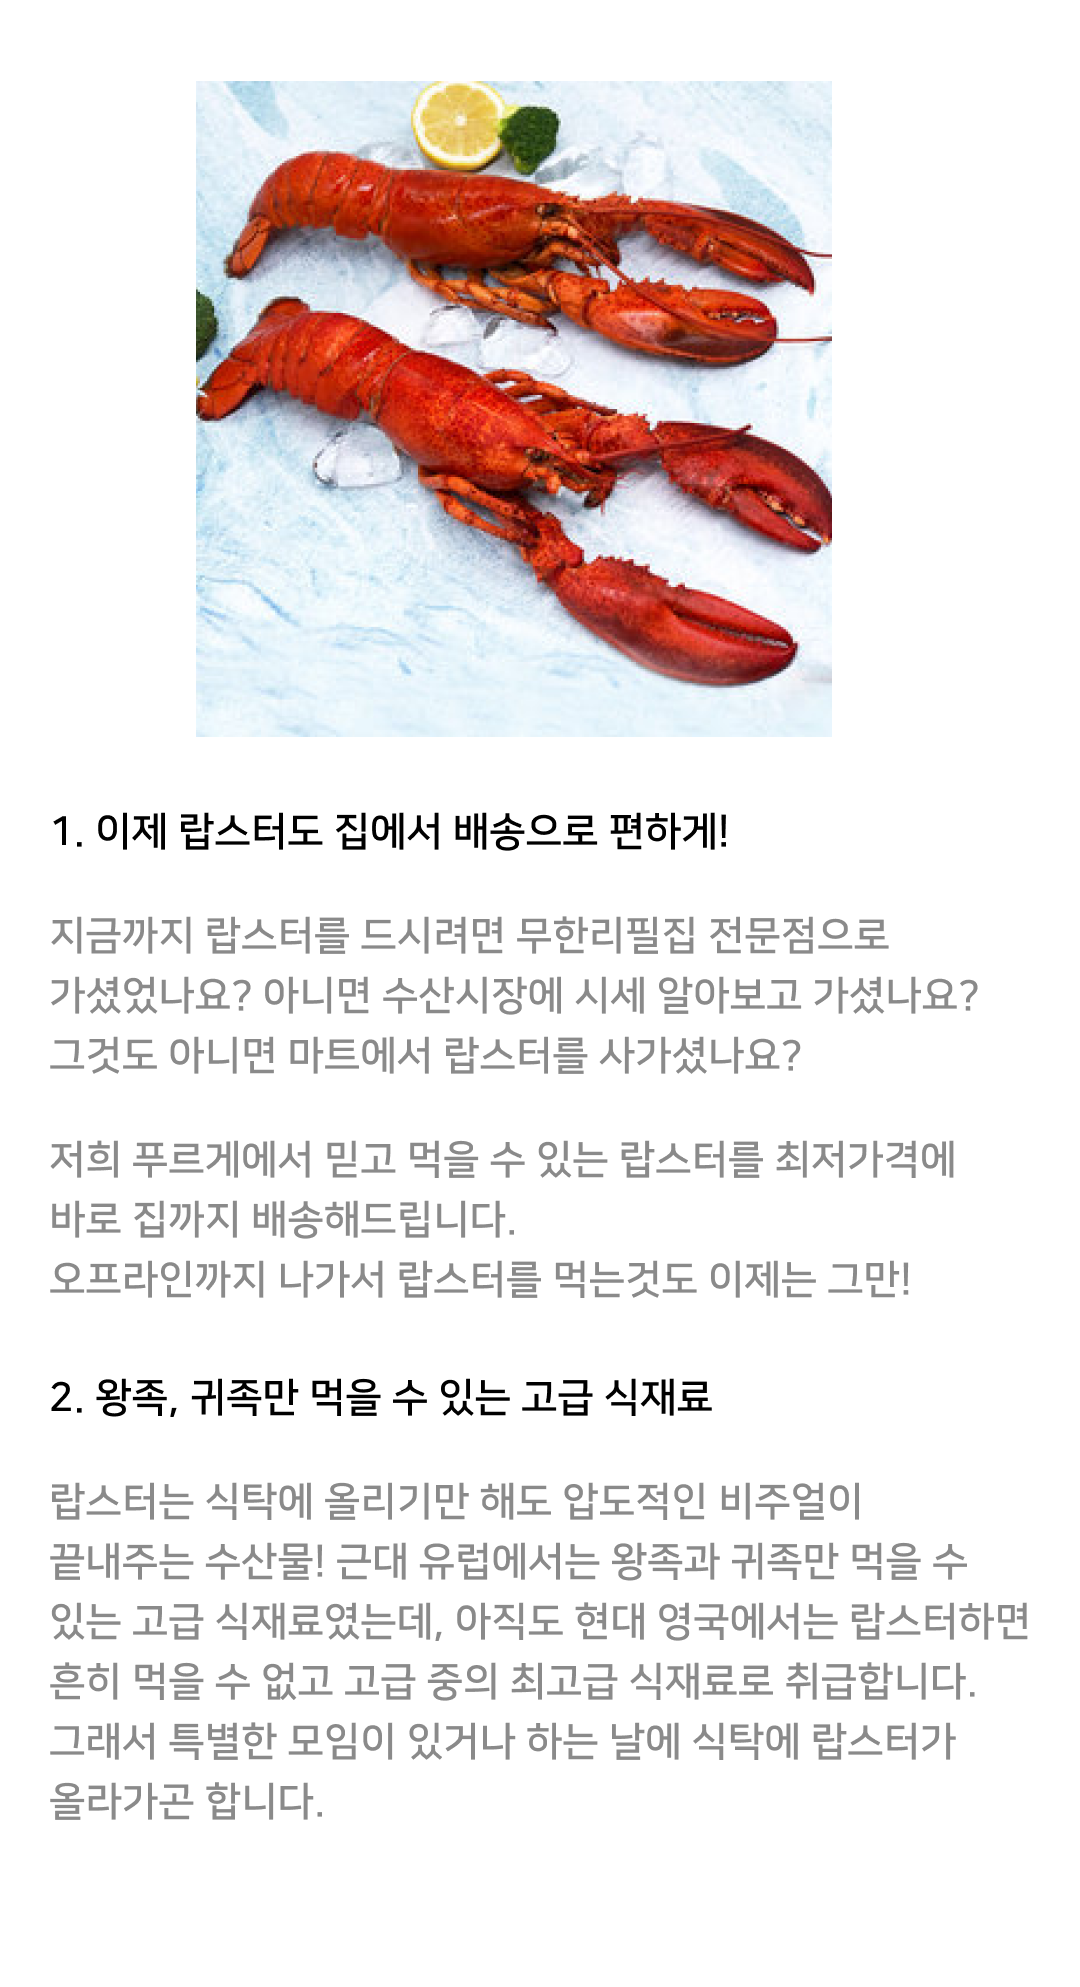 1. 이제 랍스터도 집에서 배송으로 편하게!
지금까지 랍스터를 드시려면 무한리필집 전문점으로
가셨었나요? 아니면 수산시장에 시세 알아보고 가셨나요?
그것도 아니면 마트에서 랍스터를 사가셨나요?
저희 푸르게에서 믿고 먹을 수 있는 랍스터를 최저가격에
바로 집까지 배송해드립니다.
오프라인까지 나가서 랍스터를 먹는것도 이제는 그만!
2. 왕족, 귀족만 먹을 수 있는 고급 식재료
랍스터는 식탁에 올리기만 해도 압도적인 비주얼이
끝내주는 수산물! 근대 유럽에서는 왕족과 귀족만 먹을 수
있는 고급 식재료였는데, 아직도 현대 영국에서는 랍스터하면
흔히 먹을 수 없고 고급 중의 최고급 식재료로 취급합니다.
그래서 특별한 모임이 있거나 하는 날에 식탁에 랍스터가
올라가곤 합니다.